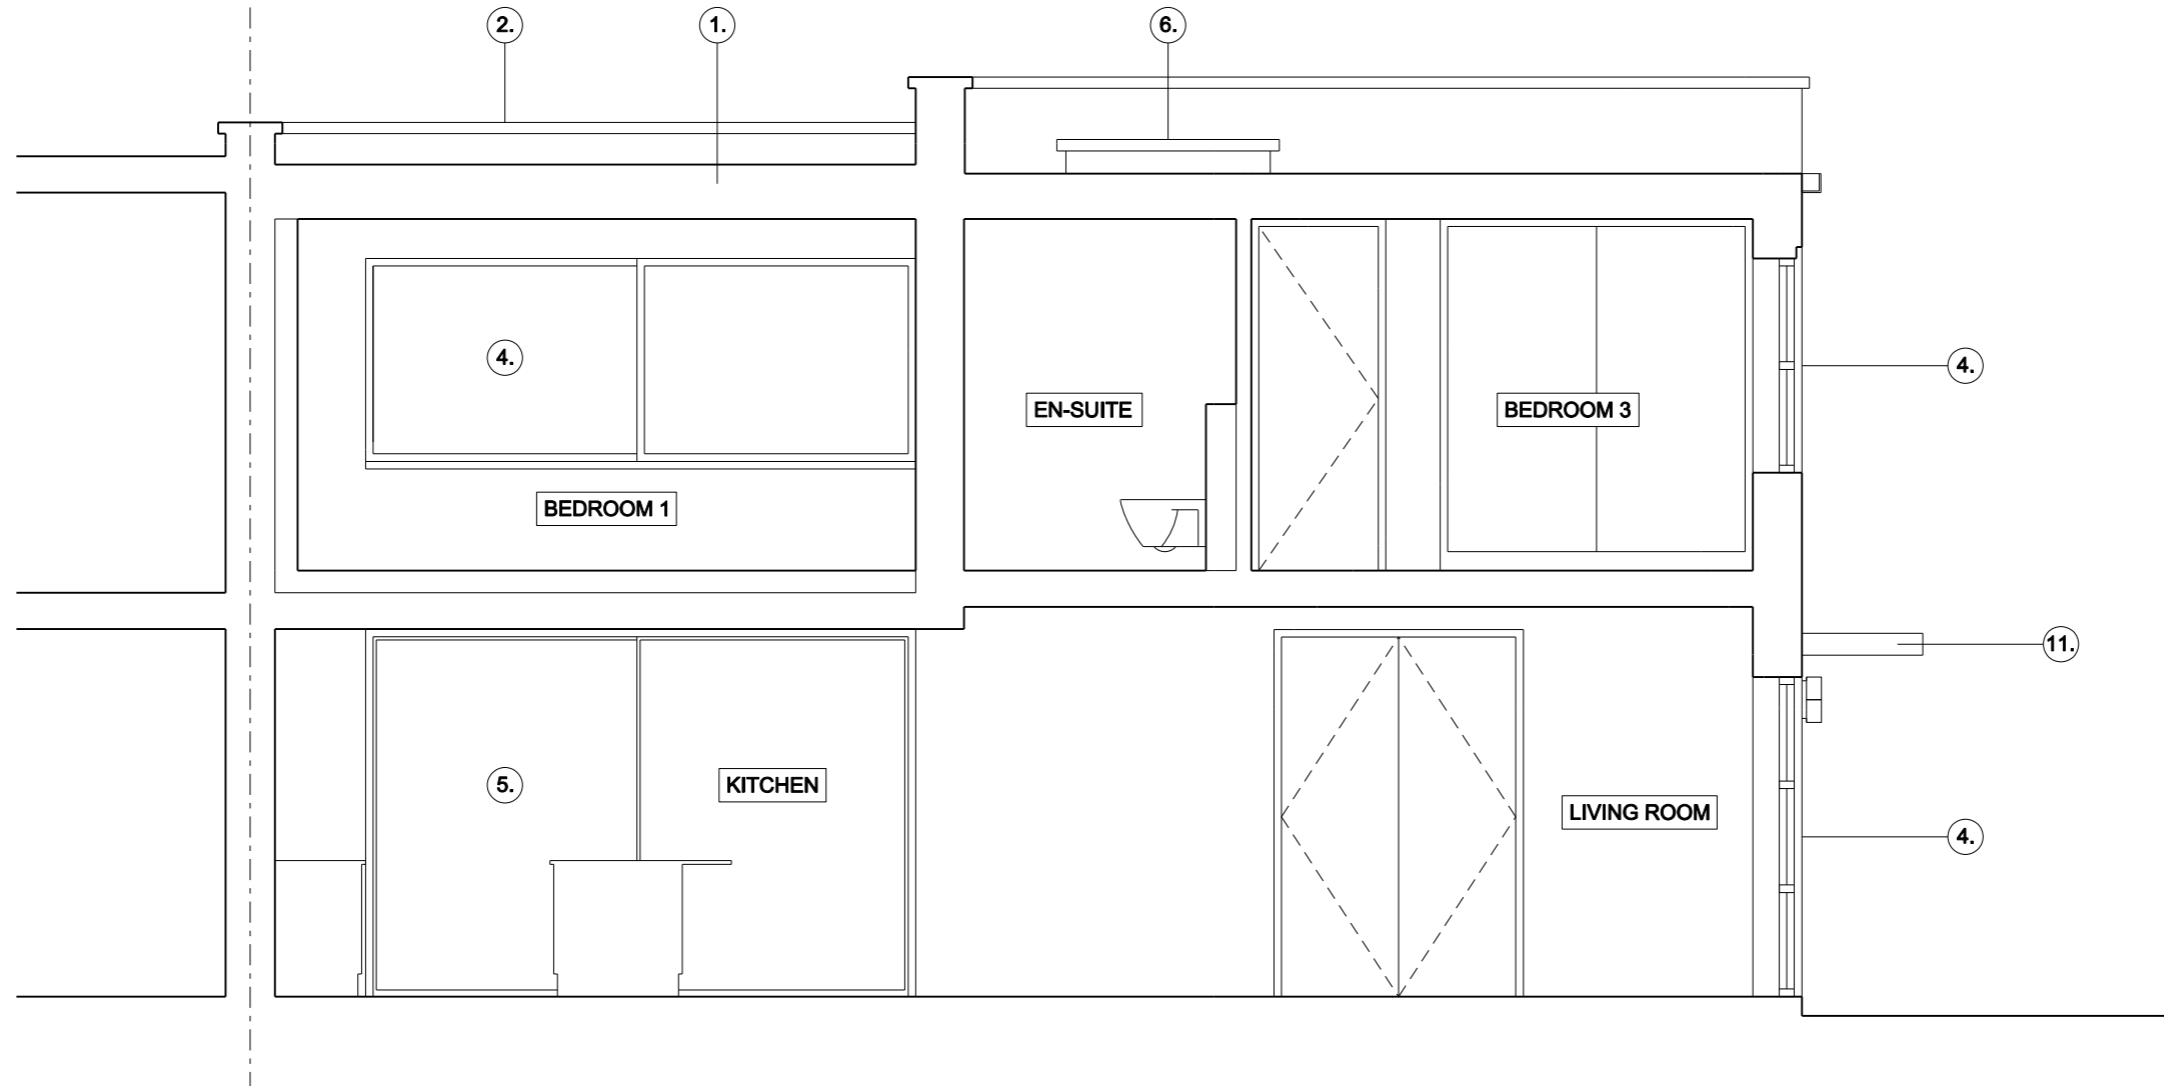 2.
1.
6.
4.
4.
EN-SUITE
BEDROOM 3
BEDROOM 1
11.
5.
KITCHEN
LIVING ROOM
4.